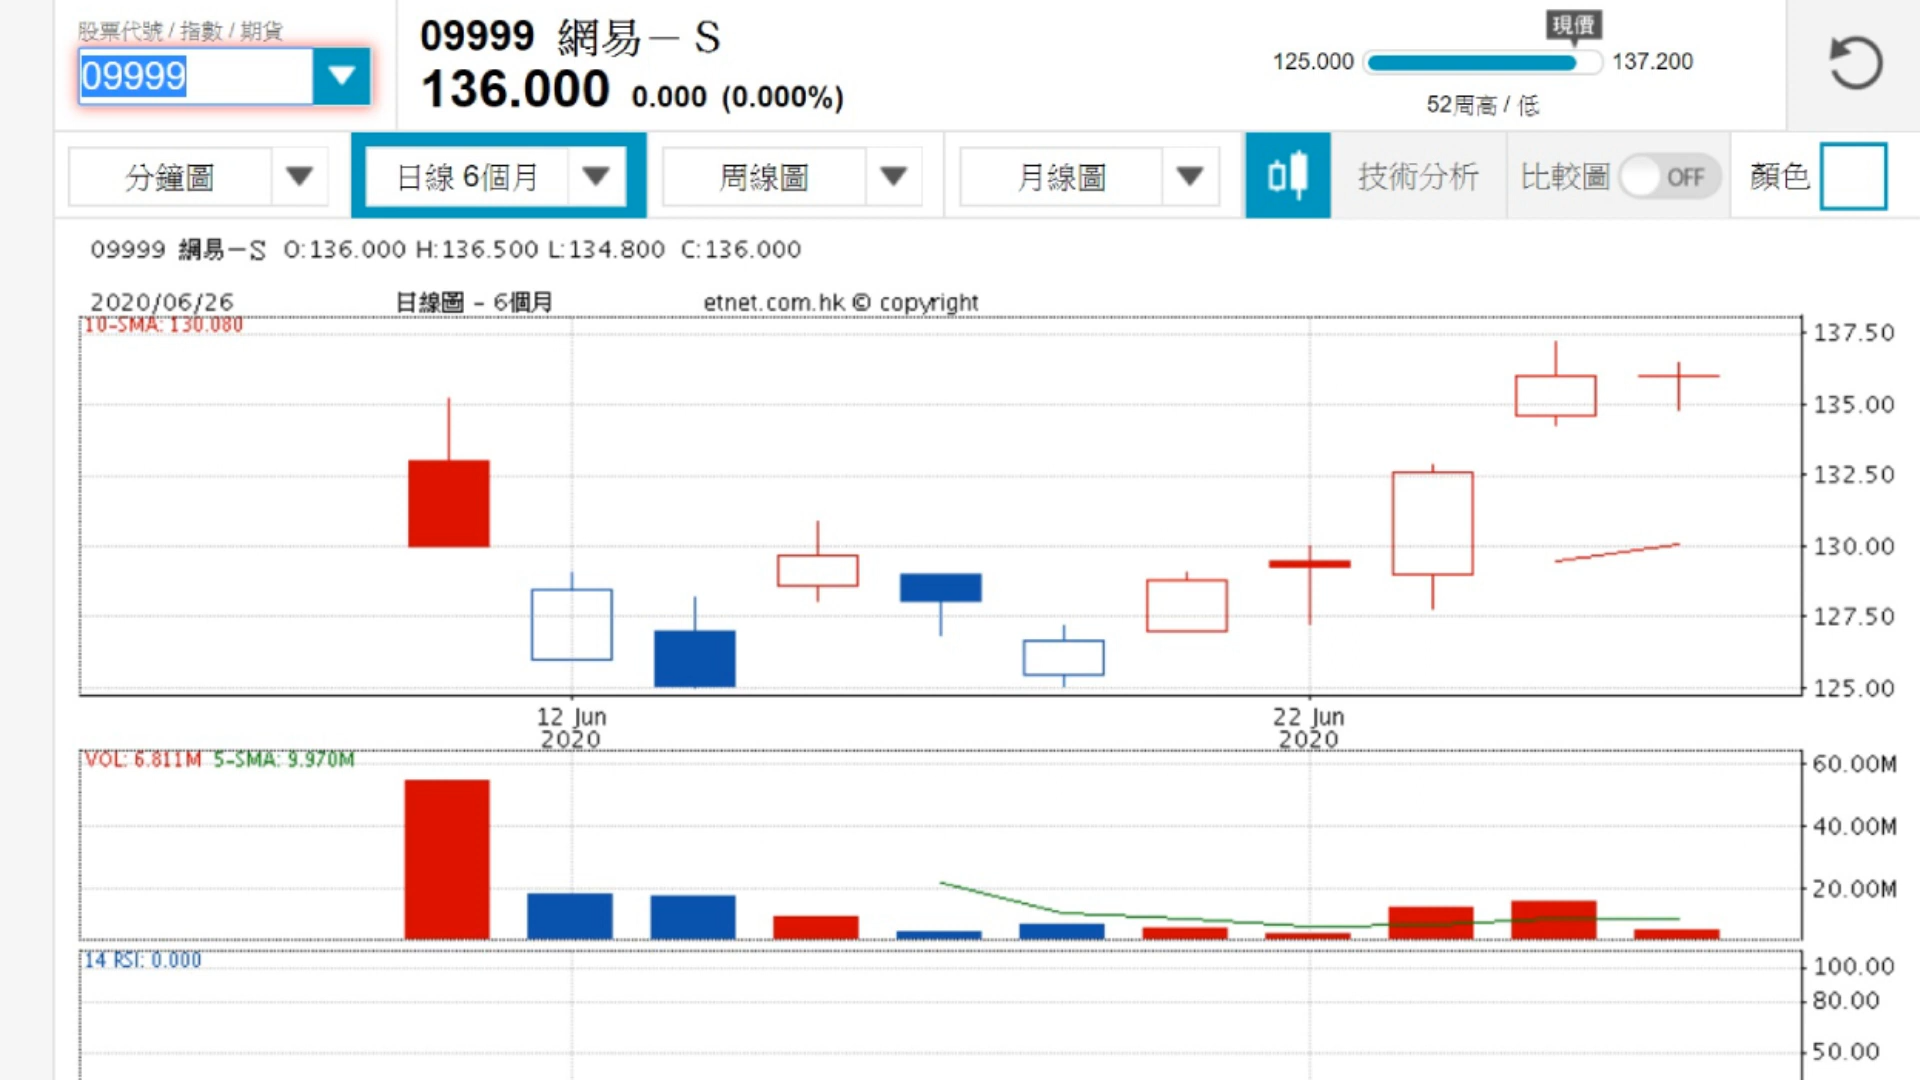 股票代號 / 指數 / 期貨
09999
09999 網易－S
136.000 0.000 (0.000%)
現價
125.000 137.200
52周高 / 低
分鐘圖 日線 6個月 周線圖 月線圖 技術分析 比較圖 OFF 顏色
09999 網易－S O:136.000 H:136.500 L:134.800 C:136.000
2020/06/26 日線圖 - 6個月 etnet.com.hk © copyright
10-SMA: 130.080
137.50
135.00
132.50
130.00
127.50
125.00
12 Jun
2020
22 Jun
2020
VOL: 6.811M 5-SMA: 9.970M
60.00M
40.00M
20.00M
14 RSI: 0.000
100.00
80.00
50.00